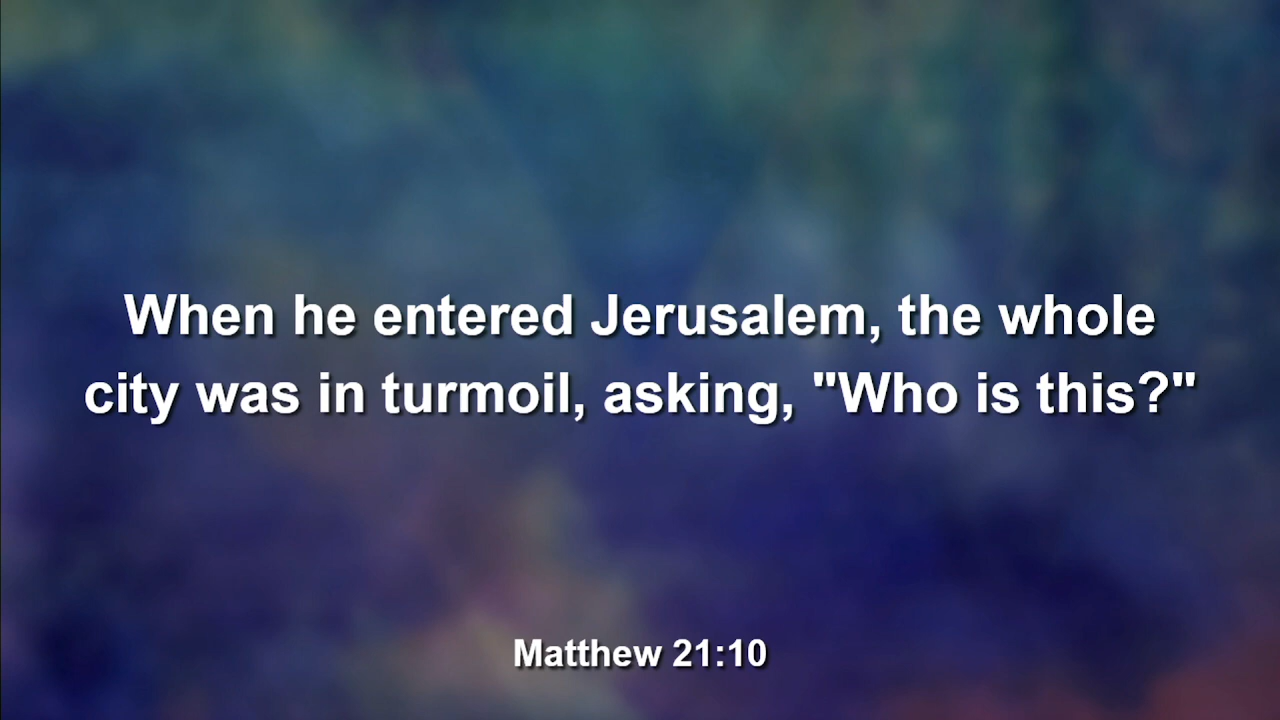 When he entered Jerusalem, the whole
city was in turmoil, asking, "Who is this?"
Matthew 21:10